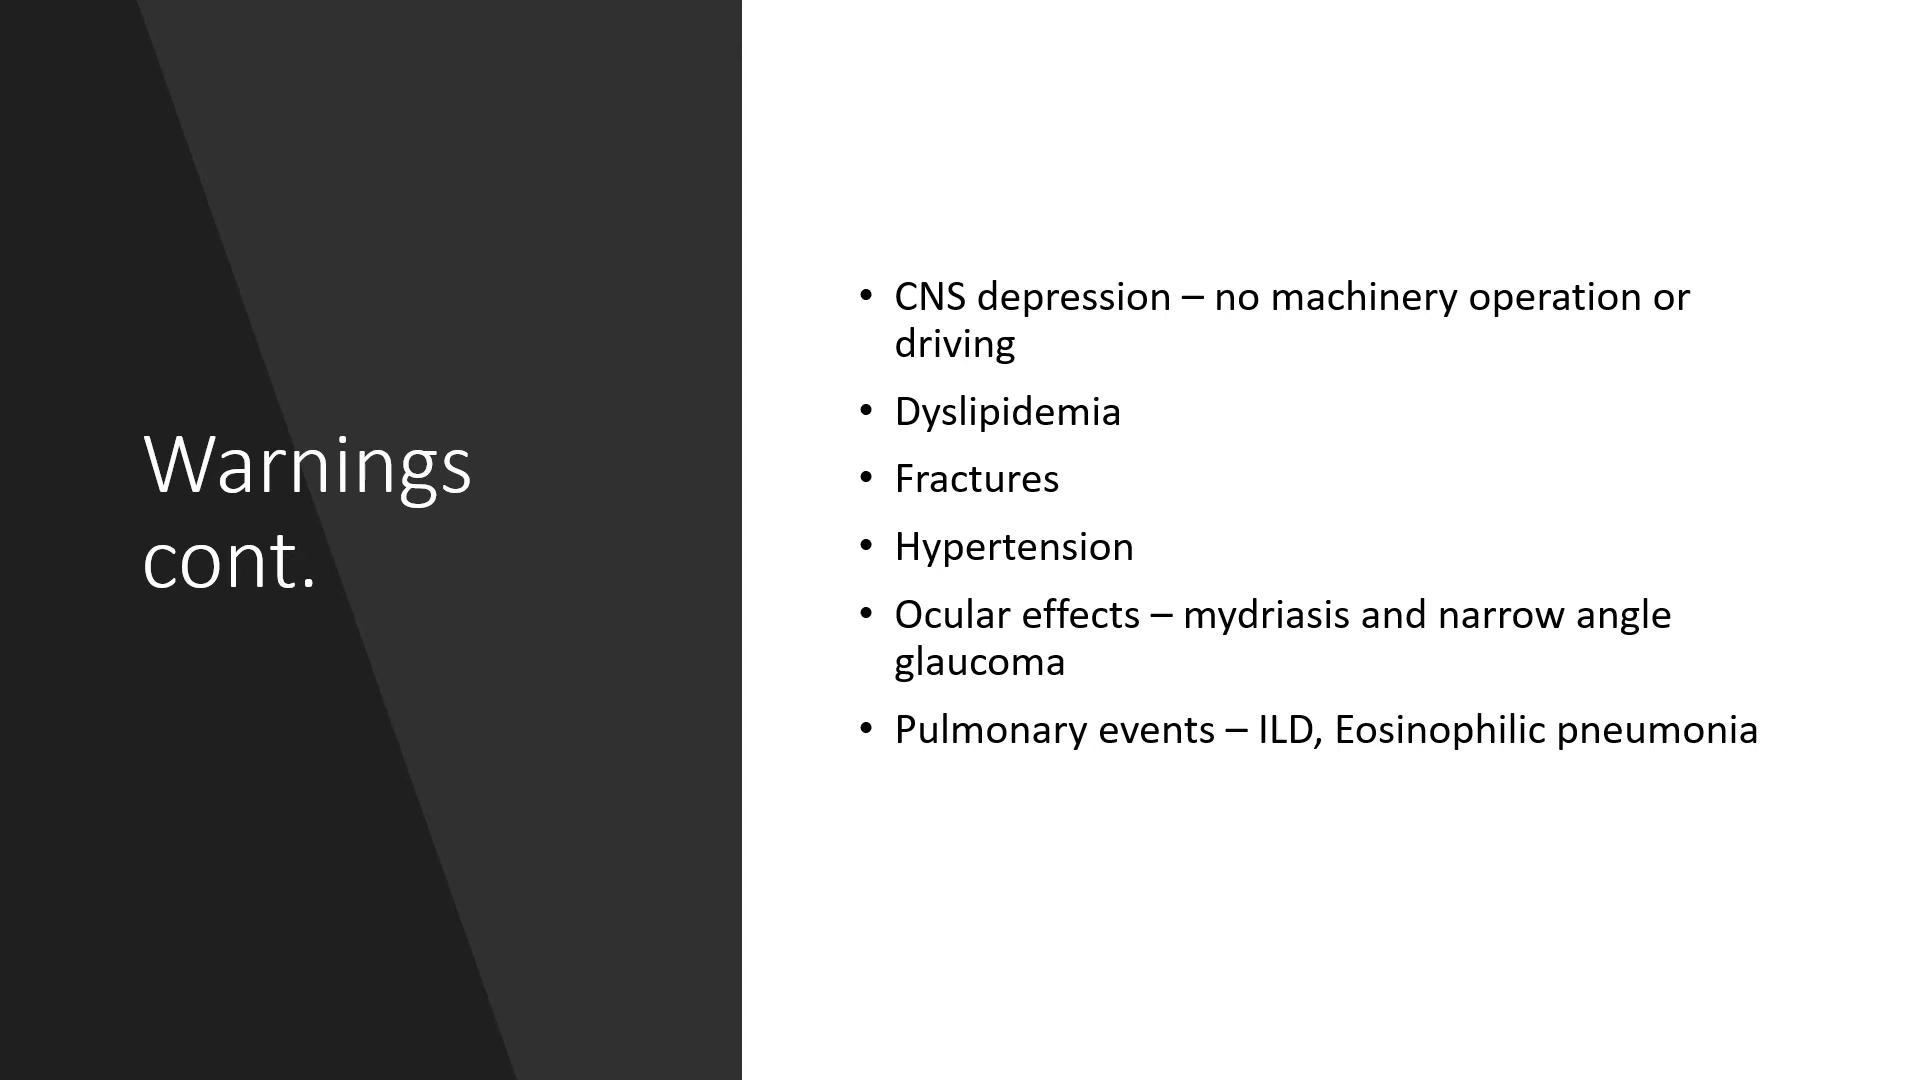 Warnings
cont.
• CNS depression – no machinery operation or
driving
• Dyslipidemia
• Fractures
• Hypertension
• Ocular effects – mydriasis and narrow angle
glaucoma
• Pulmonary events – ILD, Eosinophilic pneumonia